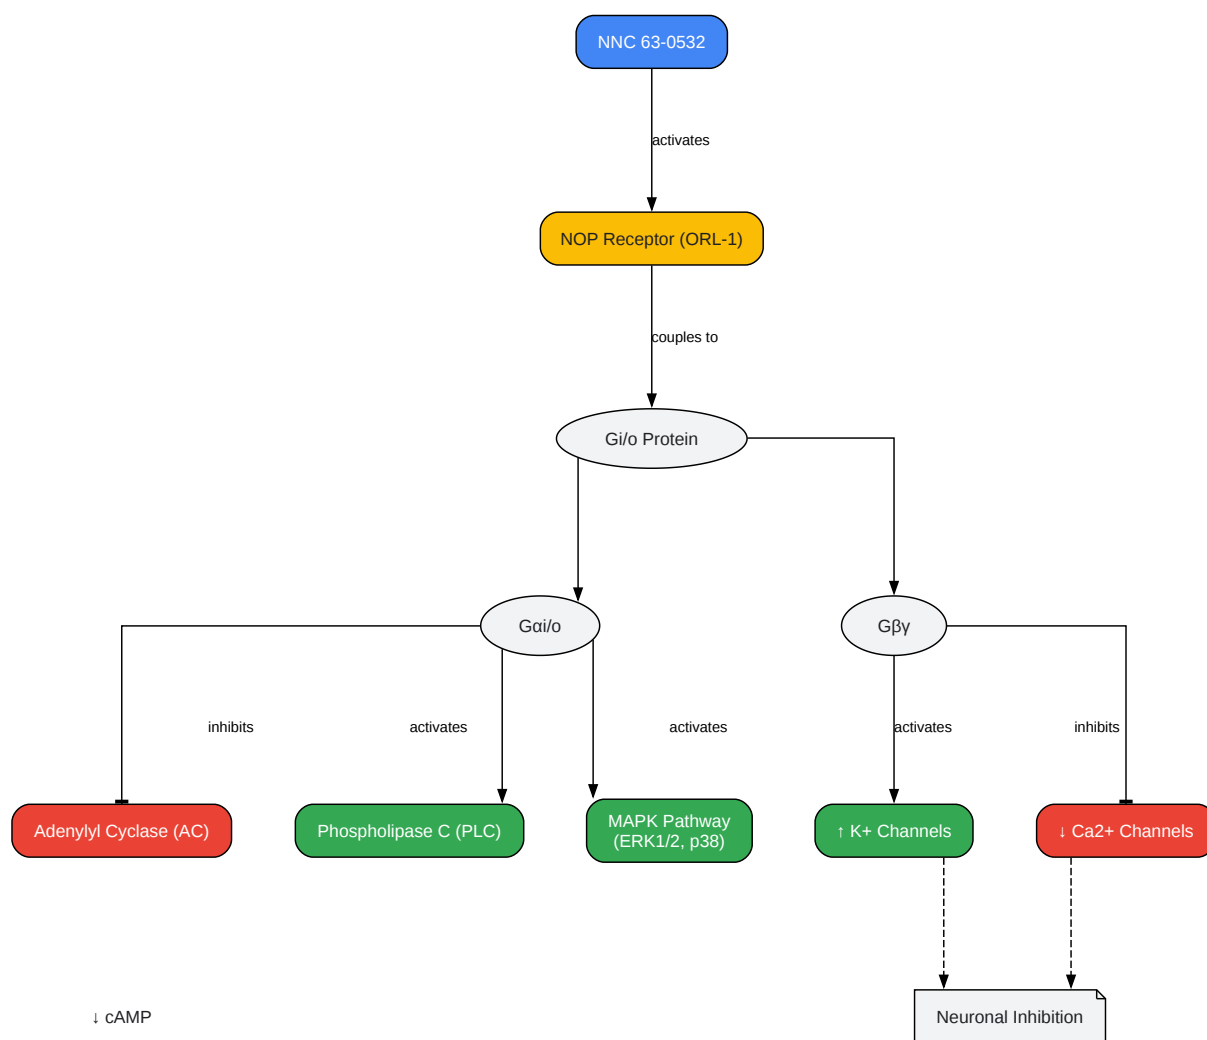 NNC 63-0532
activates
NOP Receptor (ORL-1)
couples to
Gi/o Protein
Gαi/o
Gβγ
inhibits
activates
activates
activates
inhibits
Adenylyl Cyclase (AC)
Phospholipase C (PLC)
MAPK Pathway
(ERK1/2, p38)
↑ K+ Channels
↓ Ca2+ Channels
↓ cAMP
Neuronal Inhibition